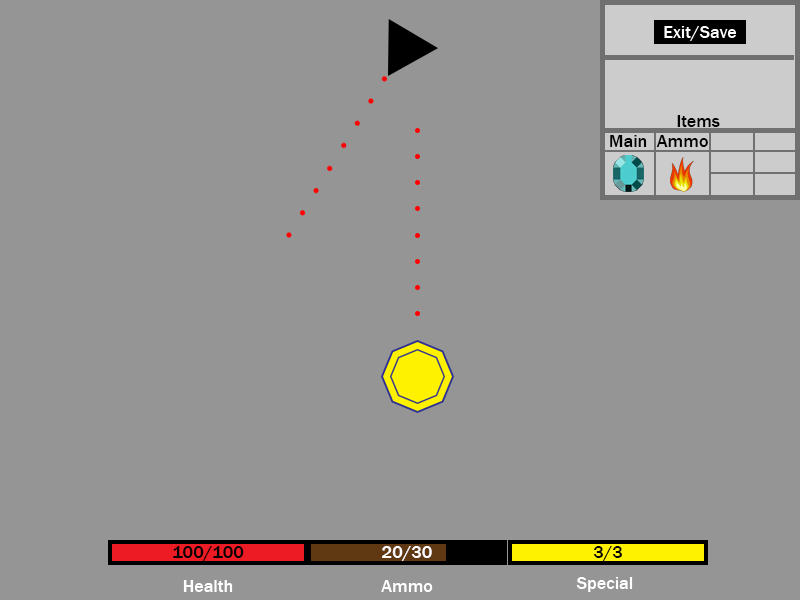 Exit/Save
Items
Main Ammo
100/100 20/30 3/3
Health Ammo Special